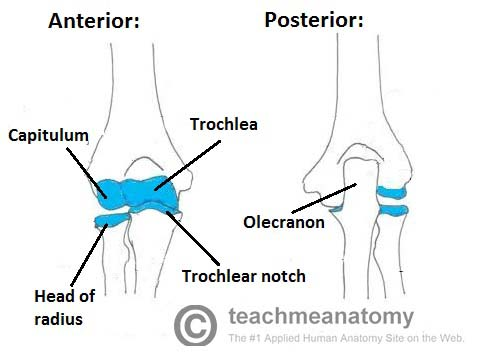 Anterior:
Posterior:
Capitulum
Trochlea
Olecranon
Trochlear notch
Head of
radius
© teachmeanatomy
The #1 Applied Human Anatomy Site on the Web.